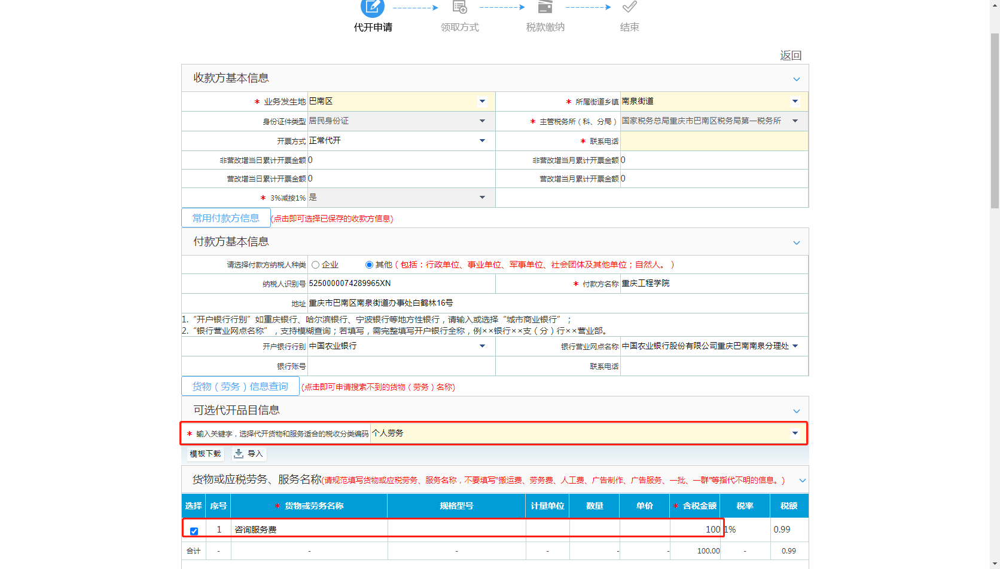 代开申请 领取方式 税款缴纳 结束
返回
收款方基本信息
* 业务发生地 巴南区 * 所属街道乡镇 南泉街道
身份证件类型 居民身份证 * 主管税务所（科、分局） 国家税务总局重庆市巴南区税务局第一税务所
开票方式 正常代开 * 联系电话
非营改增当日累计开票金额 0 非营改增当月累计开票金额 0
营改增当日累计开票金额 0 营改增当月累计开票金额 0
* 3%减按1% 是
常用付款方信息 (点击即可选择已保存的收款方信息)
付款方基本信息
请选择付款方纳税人种类 企业 其他（包括：行政单位、事业单位、军事单位、社会团体及其他单位；自然人。）
纳税人识别号 5250000074289965XN * 付款方名称 重庆工程学院
地址 重庆市巴南区南泉街道办事处白鹤林16号
1.“开户银行行别”如重庆银行、哈尔滨银行、宁波银行等地方性银行，请输入或选择“城市商业银行”；
2.“银行营业网点名称”，支持模糊查询；若填写，需完整填写开户银行全称，例××银行××支（分）行××营业部。
开户银行行别 中国农业银行 银行营业网点名称 中国农业银行股份有限公司重庆巴南南泉分理处
银行账号 联系电话
货物（劳务）信息查询 (点击即可申请搜索不到的货物（劳务）名称)
可选代开品目信息
* 输入关键字，选择代开货物和服务适合的税收分类编码 个人劳务
模板下载 导入
货物或应税劳务、服务名称(请规范填写货物或应税劳务、服务名称，不要填写“搬运费、劳务费、人工费、广告制作、广告服务、一批、一群”等指代不明的信息。)
选择 序号 * 货物或劳务名称 规格型号 计量单位 数量 单价 * 含税金额 税率 税额
1 咨询服务费 100 1% 0.99
合计 - - - - - - 100.00 - 0.99